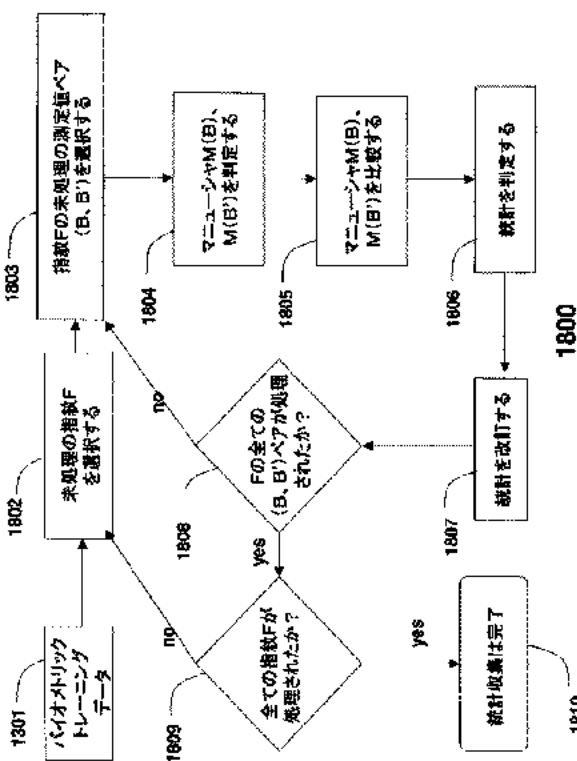 1301
バイオメトリック
トレーニング
データ
1802
未処理の指紋F
を選択する
1803
指紋Fの未処理の測定値ペア
(B、B')を選択する
1804
マニューシャM(B)、
M(B')を判定する
1805
マニューシャM(B)、
M(B')を比較する
1806
統計を判定する
1807
統計を改訂する
1808
Fの全ての
(B、B')ペアが処理
されたか？
no
yes
1809
全ての指紋Fが
処理されたか？
no
yes
1810
統計収集は完了
1800